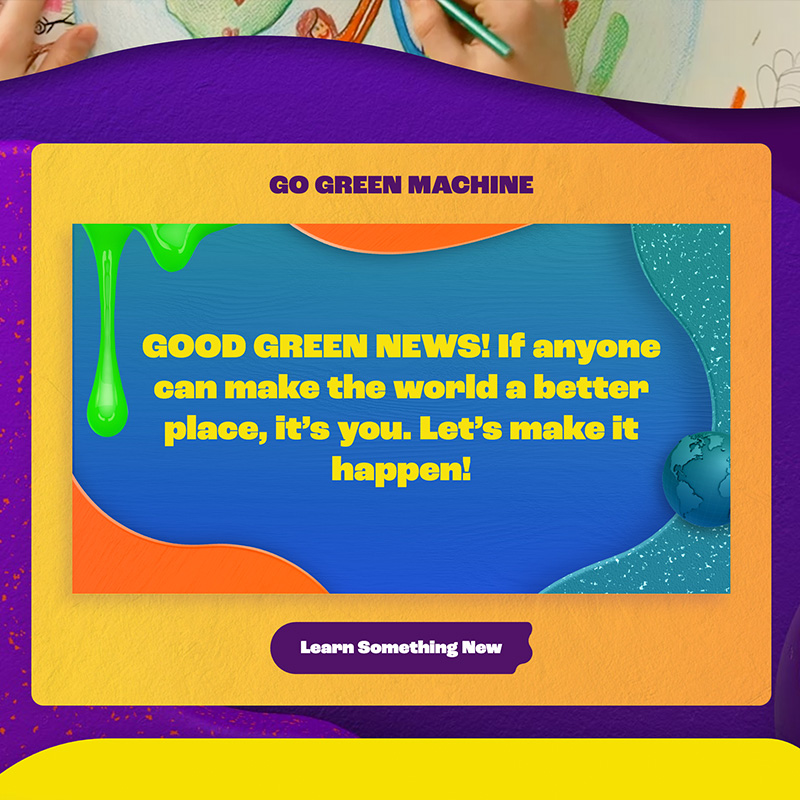 GO GREEN MACHINE
GOOD GREEN NEWS! If anyone
can make the world a better
place, it’s you. Let’s make it
happen!
Learn Something New